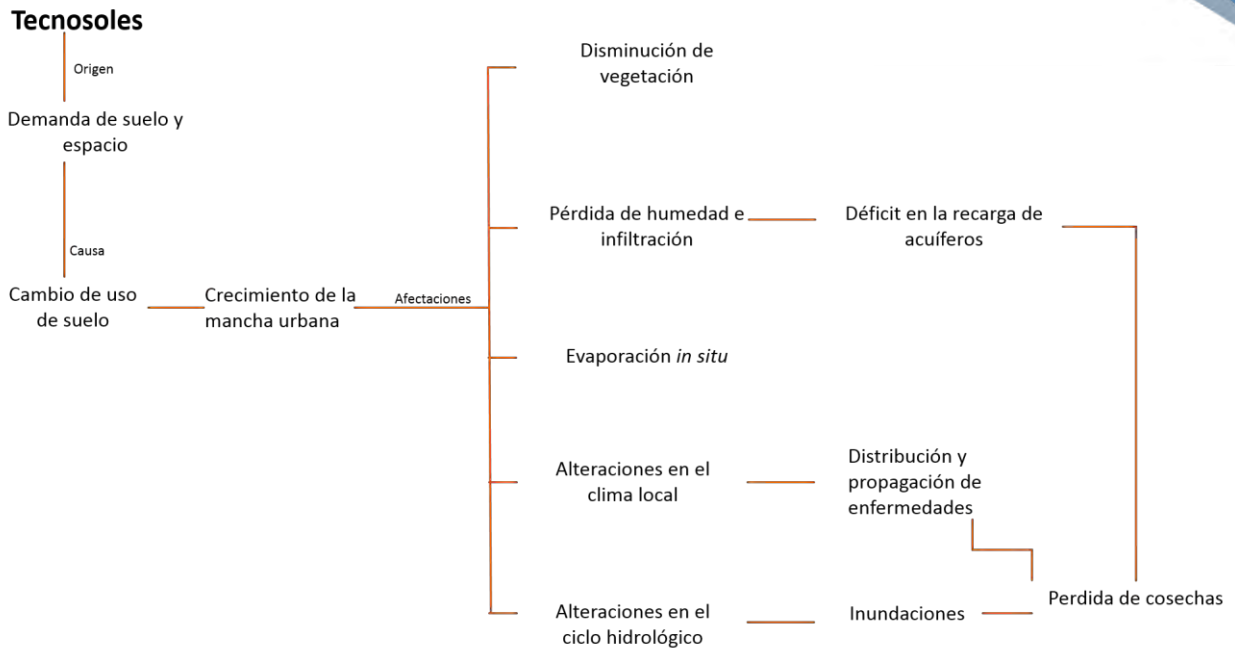 Tecnosoles
Origen
Demanda de suelo y
espacio
Causa
Cambio de uso
de suelo
Crecimiento de la
mancha urbana
Afectaciones
Disminución de
vegetación
Pérdida de humedad e
infiltración
Déficit en la recarga de
acuíferos
Evaporación in situ
Alteraciones en el
clima local
Distribución y
propagación de
enfermedades
Alteraciones en el
ciclo hidrológico
Inundaciones
Perdida de cosechas